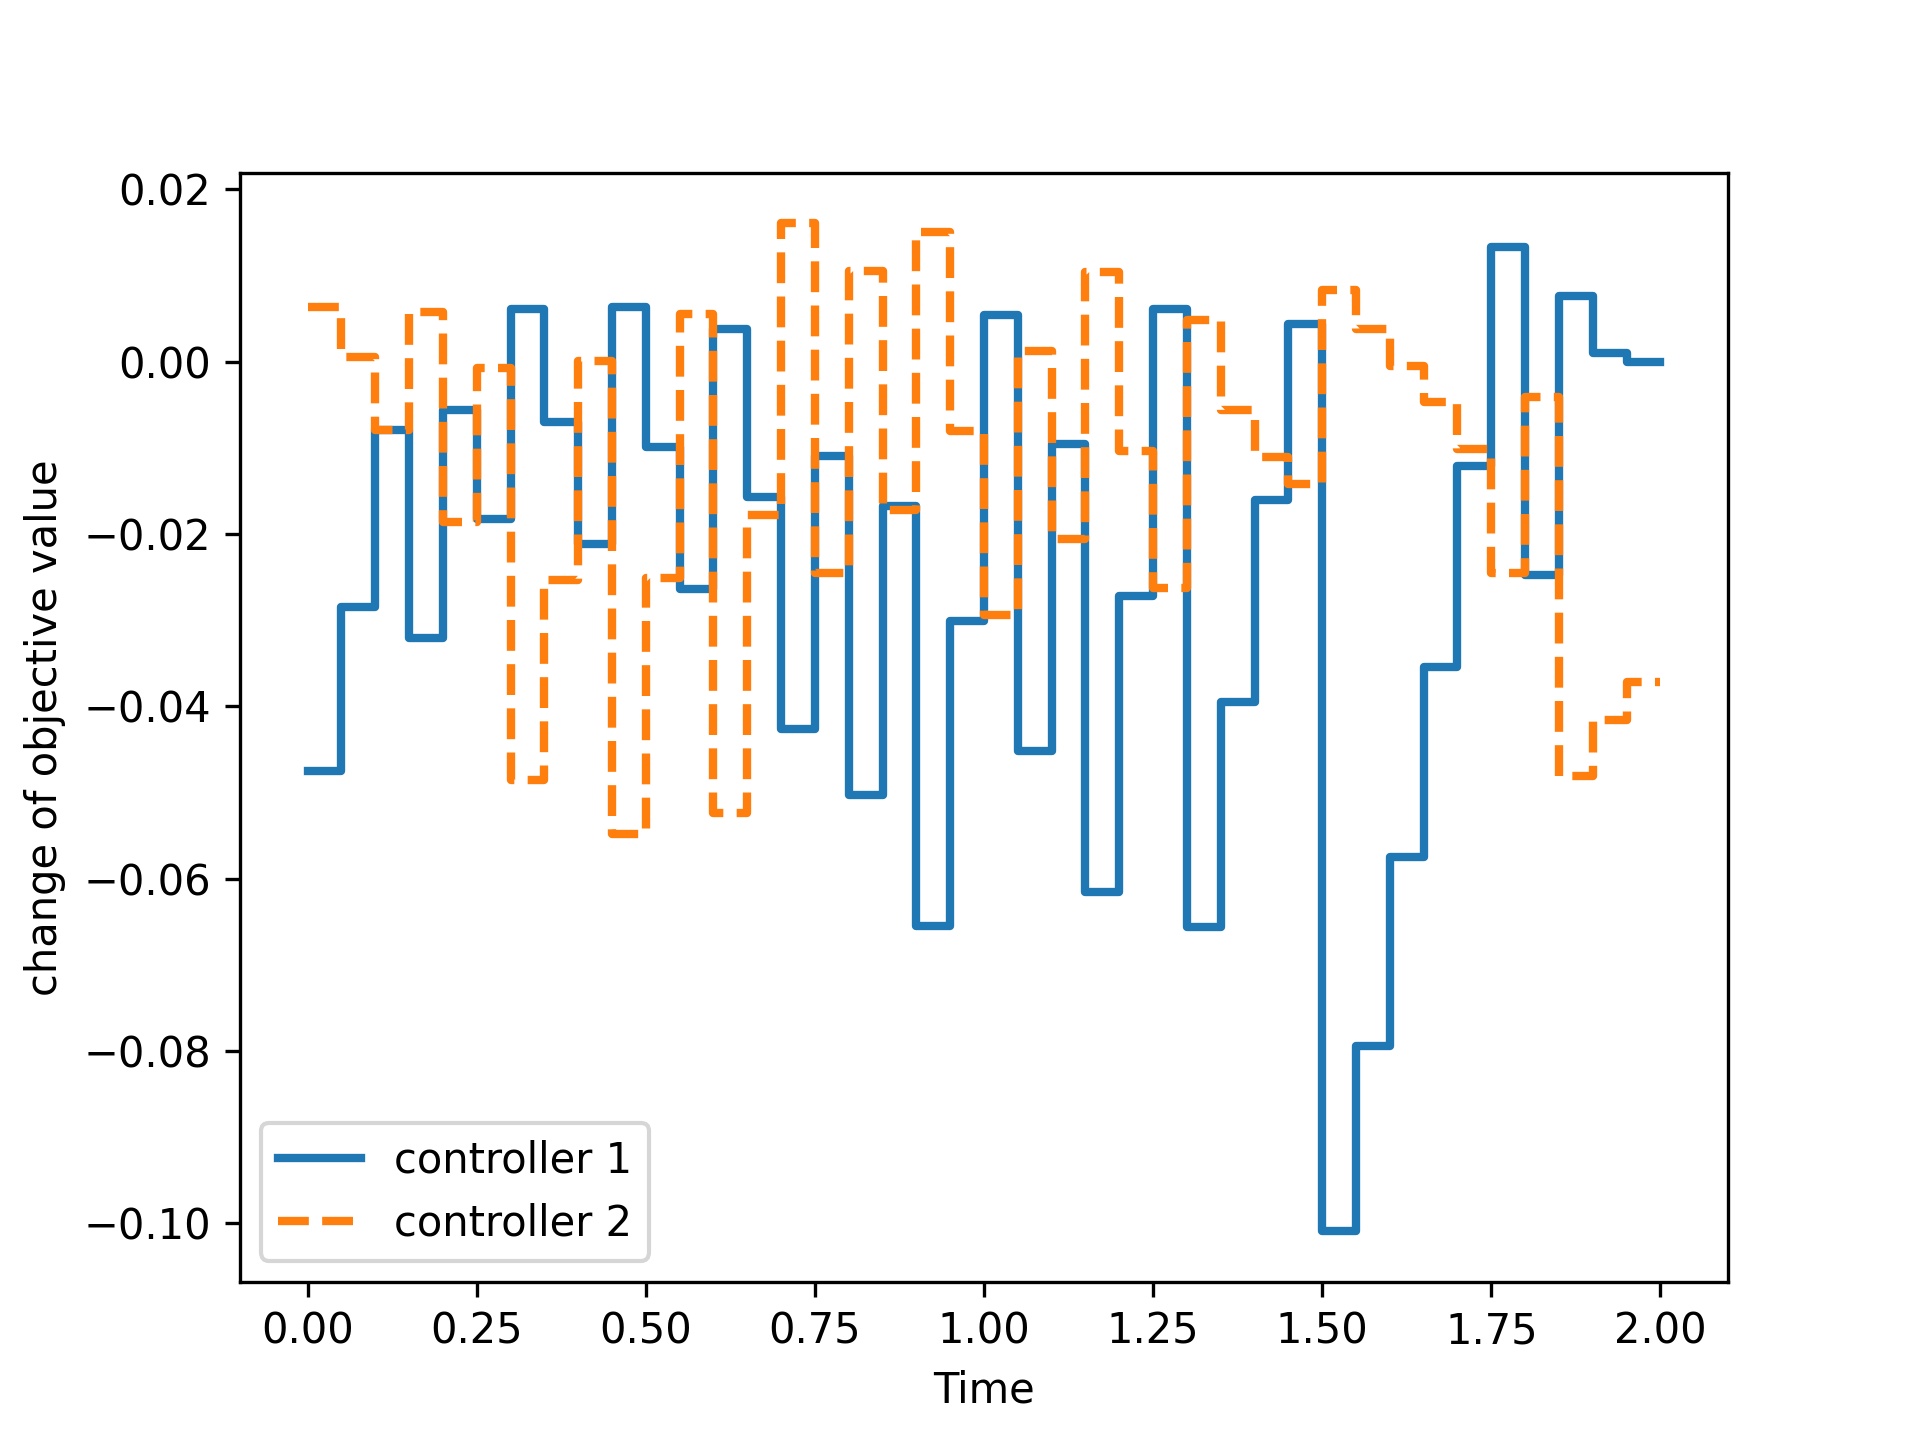 0.02
0.00
−0.02
−0.04
−0.06
−0.08
−0.10
change of objective value
controller 1
controller 2
0.00 0.25 0.50 0.75 1.00 1.25 1.50 1.75 2.00
Time